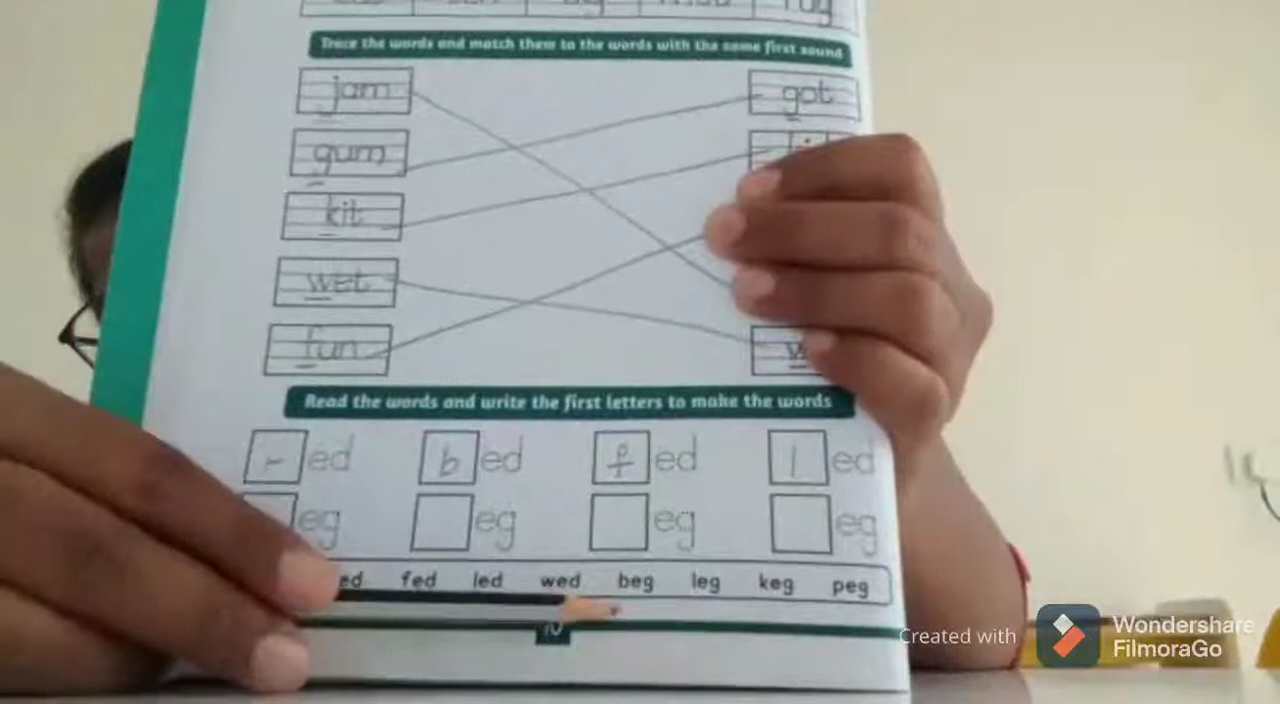 rug
Trace the words and match them to the words with the same first sound
jam got
gum
kit
wet
fun w
Read the words and write the first letters to make the words
r ed b ed f ed l ed
eg eg eg eg
ed fed led wed beg leg keg peg
10
Created with Wondershare FilmoraGo